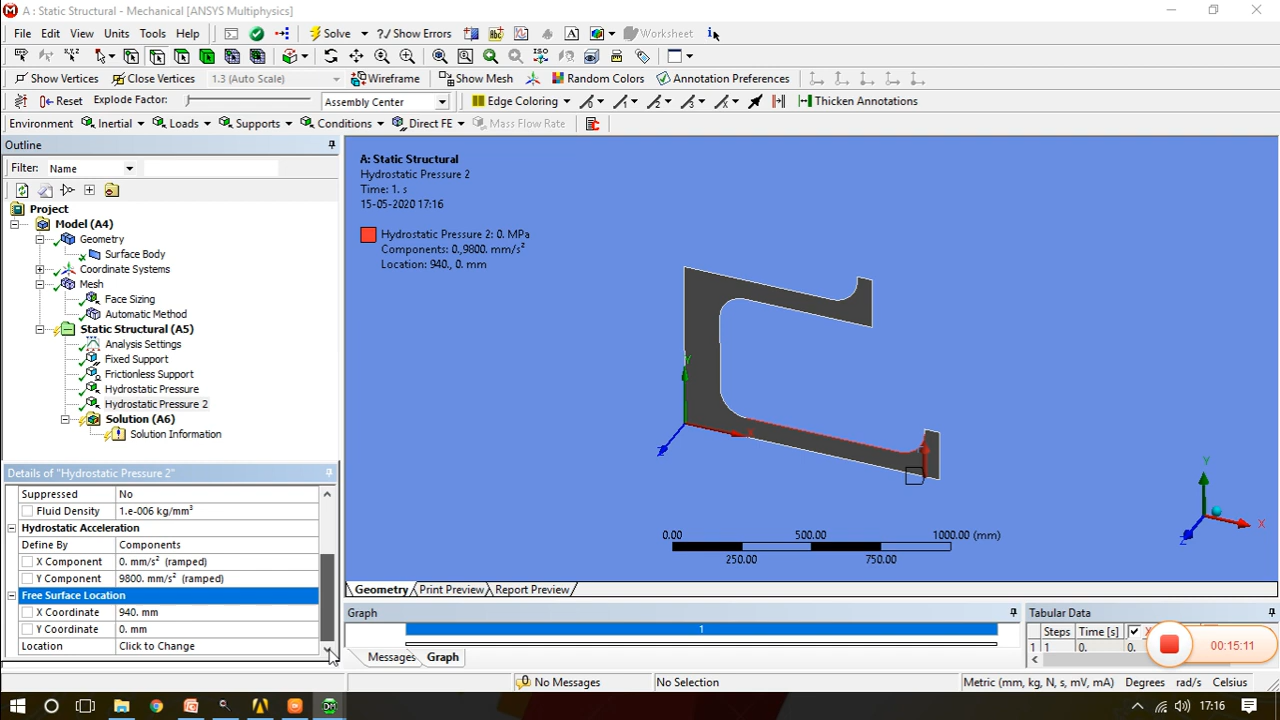 A : Static Structural - Mechanical [ANSYS Multiphysics]
File Edit View Units Tools Help Solve ?/Show Errors Worksheet
Show Vertices Close Vertices 1.3 (Auto Scale) Wireframe Show Mesh Random Colors Annotation Preferences
Reset Explode Factor: Assembly Center Edge Coloring Thicken Annotations
Environment Inertial Loads Supports Conditions Direct FE Mass Flow Rate
Outline
Filter: Name
Project
Model (A4)
Geometry
Surface Body
Coordinate Systems
Mesh
Face Sizing
Automatic Method
Static Structural (A5)
Analysis Settings
Fixed Support
Frictionless Support
Hydrostatic Pressure
Hydrostatic Pressure 2
Solution (A6)
Solution Information
Details of "Hydrostatic Pressure 2"
Suppressed No
Fluid Density 1.e-006 kg/mm³
Hydrostatic Acceleration
Define By Components
X Component 0. mm/s² (ramped)
Y Component 9800. mm/s² (ramped)
Free Surface Location
X Coordinate 940. mm
Y Coordinate 0. mm
Location Click to Change
A: Static Structural
Hydrostatic Pressure 2
Time: 1. s
15-05-2020 17:16
Hydrostatic Pressure 2: 0. MPa
Components: 0.,9800. mm/s²
Location: 940., 0. mm
Y
X
Z
Y
X
Z
0.00 500.00 1000.00 (mm)
250.00 750.00
Geometry Print Preview Report Preview
Graph
1
Messages Graph
Tabular Data
Steps Time [s]
1 1 0. 0.
00:15:11
No Messages No Selection Metric (mm, kg, N, s, mV, mA) Degrees rad/s Celsius
DM
17:16